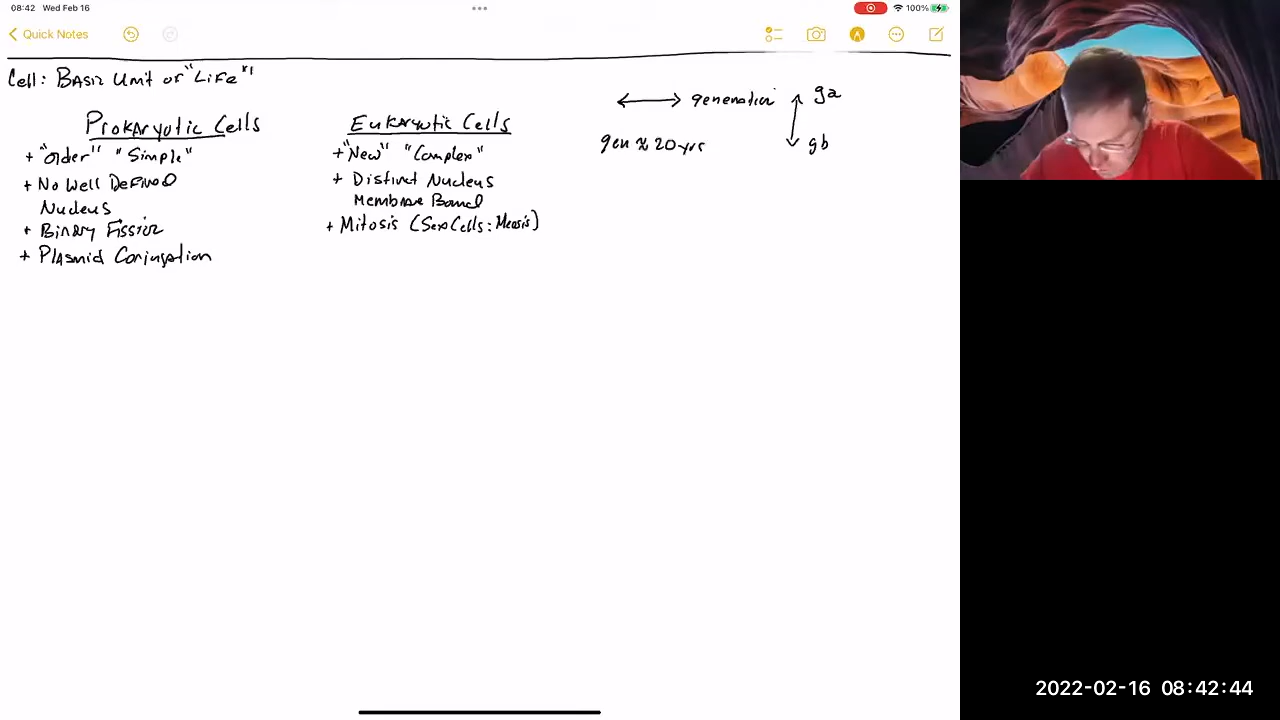 08:42 Wed Feb 16
100%
Quick Notes
Cell: Basic Unit of "Life"
Prokaryotic Cells
+ "Order" "Simple"
+ No Well Defined
Nucleus
+ Binary Fission
+ Plasmid Conjugation
Eukaryotic Cells
+ "New" "Complex"
+ Distinct Nucleus
Membrane Bound
+ Mitosis (Sex Cells: Meosis)
generation
ga
gb
gen ≈ 20 yrs
2022-02-16 08:42:44